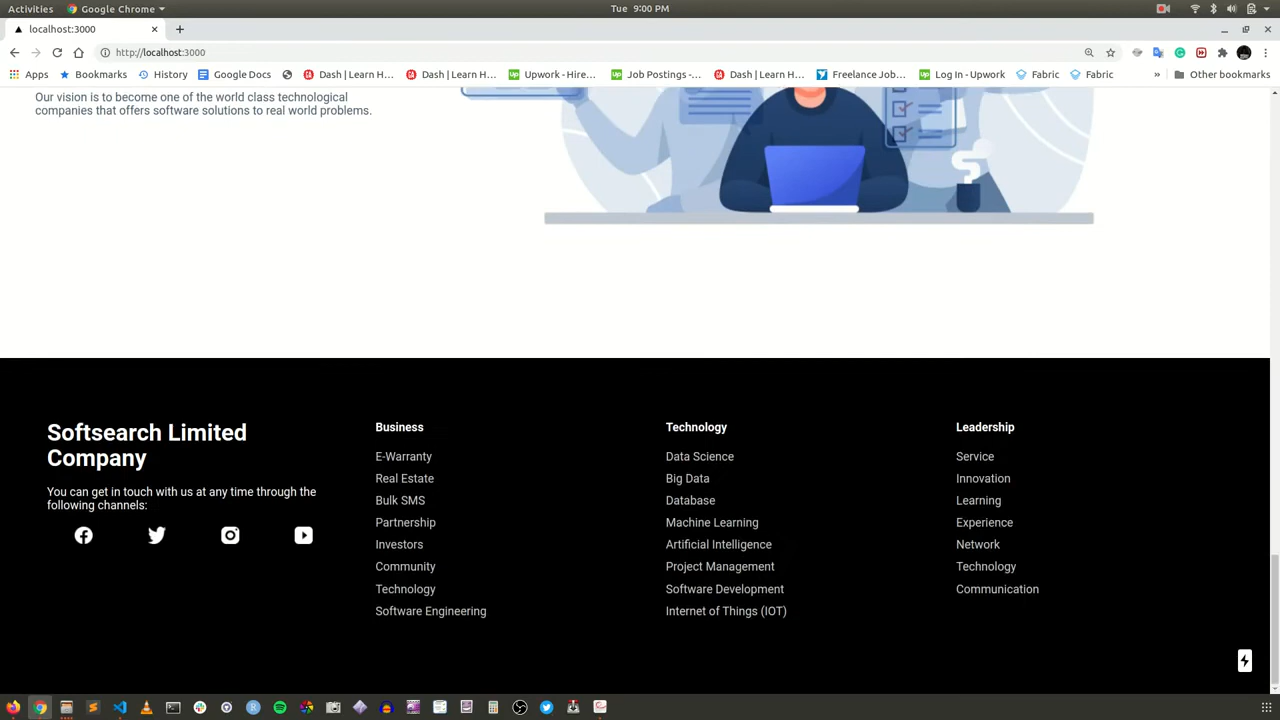 Activities
Google Chrome
Tue 9:00 PM
localhost:3000
http://localhost:3000
Apps
Bookmarks
History
Google Docs
Dash | Learn H...
Dash | Learn H...
Upwork - Hire...
Job Postings -...
Dash | Learn H...
Freelance Job...
Log In - Upwork
Fabric
Fabric
»
Other bookmarks
Our vision is to become one of the world class technological
companies that offers software solutions to real world problems.
Softsearch Limited
Company
You can get in touch with us at any time through the
following channels:
Business
E-Warranty
Real Estate
Bulk SMS
Partnership
Investors
Community
Technology
Software Engineering
Technology
Data Science
Big Data
Database
Machine Learning
Artificial Intelligence
Project Management
Software Development
Internet of Things (IOT)
Leadership
Service
Innovation
Learning
Experience
Network
Technology
Communication